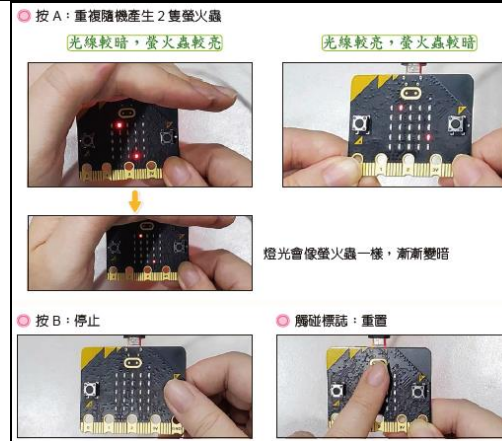 按 A：重複隨機產生 2 隻螢火蟲
光線較暗，螢火蟲較亮
光線較亮，螢火蟲較暗
燈光會像螢火蟲一樣，漸漸變暗
按 B：停止
觸碰標誌：重置